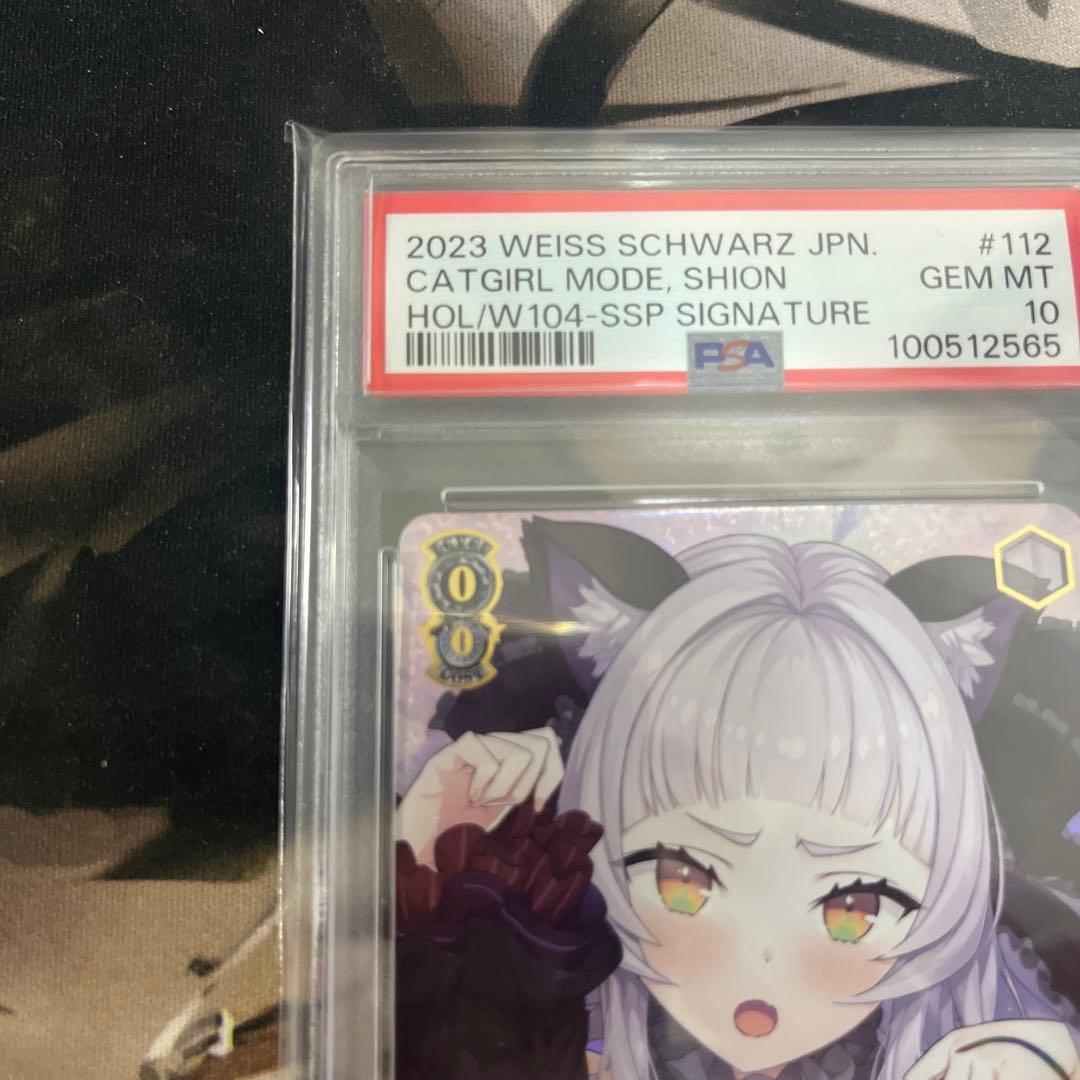 2023 WEISS SCHWARZ JPN. #112
CATGIRL MODE, SHION GEM MT
HOL/W104-SSP SIGNATURE 10
PSA 100512565
0
0
COST